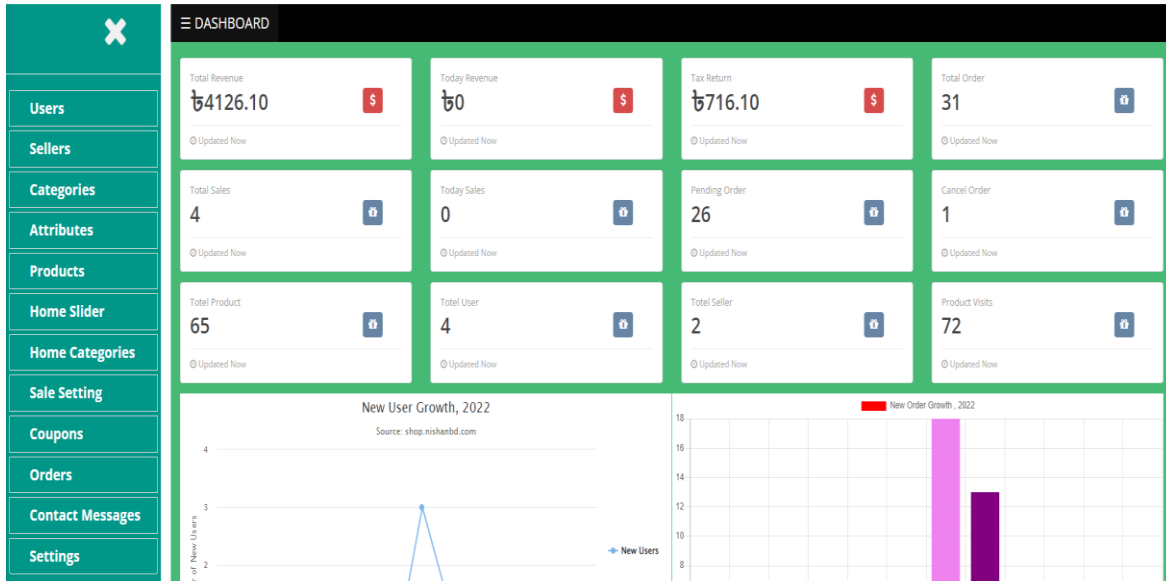 ☰ DASHBOARD
Users
Sellers
Categories
Attributes
Products
Home Slider
Home Categories
Sale Setting
Coupons
Orders
Contact Messages
Settings
Total Revenue
৳4126.10
$
Updated Now
Today Revenue
৳0
$
Updated Now
Tax Return
৳716.10
$
Updated Now
Total Order
31
Updated Now
Total Sales
4
Updated Now
Today Sales
0
Updated Now
Pending Order
26
Updated Now
Cancel Order
1
Updated Now
Totel Product
65
Updated Now
Totel User
4
Updated Now
Totel Seller
2
Updated Now
Product Visits
72
Updated Now
New User Growth, 2022
Source: shop.nishanbd.com
4
3
2
r of New Users
New Users
New Order Growth , 2022
18
16
14
12
10
8